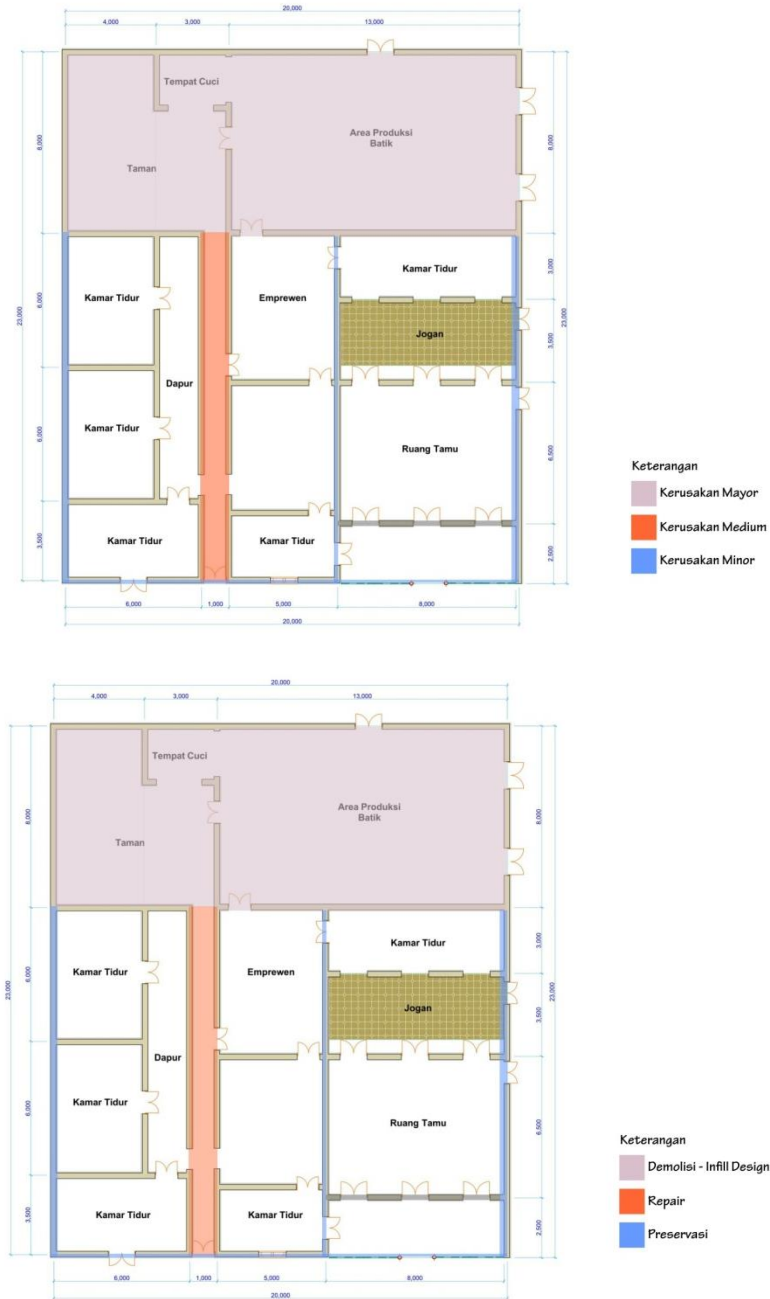 20,000
4,000 3,000 13,000
Tempat Cuci
Area Produksi
Batik
Taman
8,000
8,000
23,000
23,000
Kamar Tidur
Emprewen
Kamar Tidur
3,000
6,000
Jogan
3,500
Dapur
Kamar Tidur
6,000
Ruang Tamu
6,500
Kamar Tidur
Kamar Tidur
3,500
2,500
6,000 1,000 5,000 8,000
20,000
Keterangan
Kerusakan Mayor
Kerusakan Medium
Kerusakan Minor
20,000
4,000 3,000 13,000
Tempat Cuci
Area Produksi
Batik
Taman
8,000
8,000
23,000
23,000
Kamar Tidur
Emprewen
Kamar Tidur
3,000
6,000
Jogan
3,500
Dapur
Kamar Tidur
6,000
Ruang Tamu
6,500
Kamar Tidur
Kamar Tidur
3,500
2,500
6,000 1,000 5,000 8,000
20,000
Keterangan
Demolisi - Infill Design
Repair
Preservasi